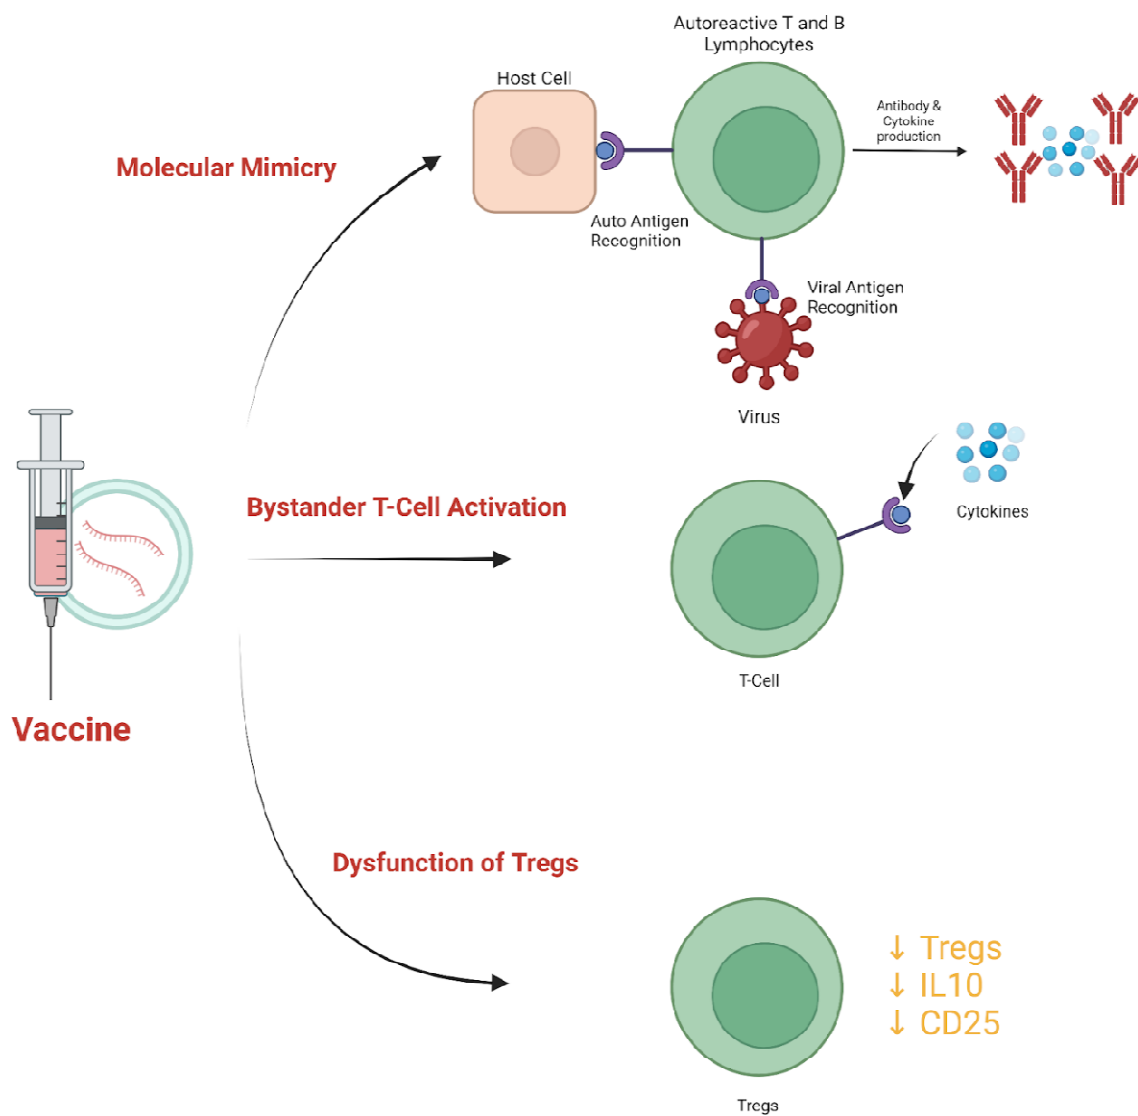 Autoreactive T and B
Lymphocytes
Host Cell
Antibody &
Cytokine
production
Molecular Mimicry
Auto Antigen
Recognition
Viral Antigen
Recognition
Virus
Bystander T-Cell Activation
Cytokines
T-Cell
Vaccine
Dysfunction of Tregs
↓ Tregs
↓ IL10
↓ CD25
Tregs